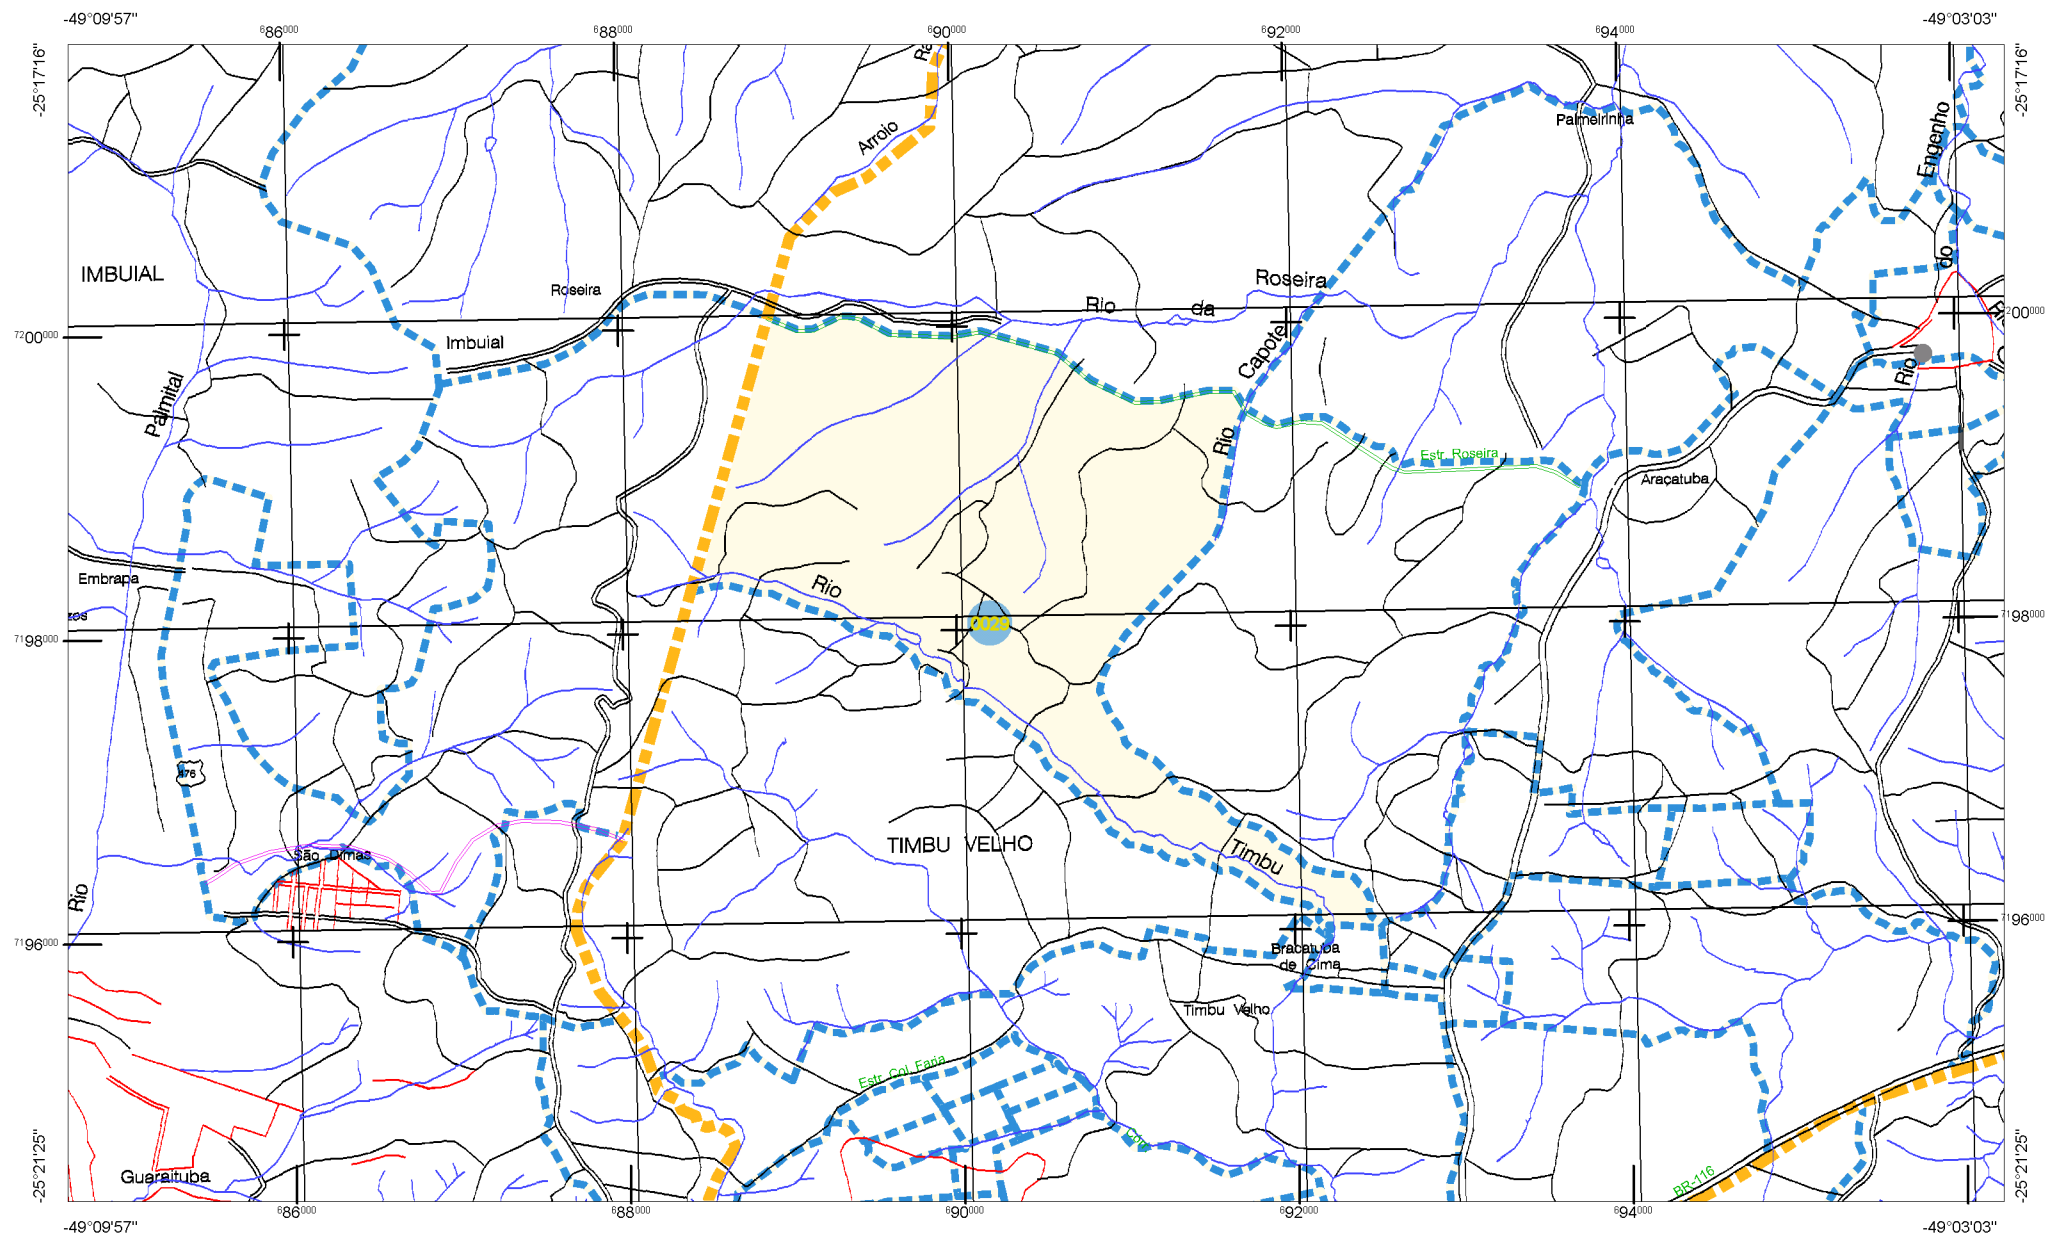 -49°09'57"
-49°03'03"
686000
688000
690000
692000
694000
-25°17'16"
-25°17'16"
Arroio
Palmeirinha
Engenho
do
IMBUIAL
Roseira
Roseira
Rio
da
7200000
Imbuial
Capote
Rio
Palmital
Rio
Estr. Roseira
Araçatuba
Embrapa
Rio
0029
7198000
476
TIMBU VELHO
Timbu
São Dimas
Rio
7196000
Bracatuba
de Cima
Timbu Velho
Estr. Col. Faria
BR-116
Guaraituba
-25°21'25"
-25°21'25"
686000
688000
690000
692000
694000
-49°09'57"
-49°03'03"